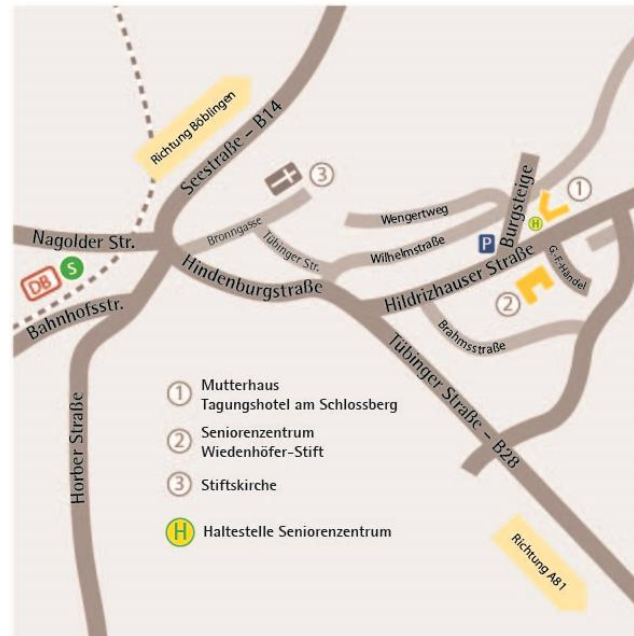 Richtung Böblingen
Seestraße – B14
3
Bronngasse
Tübinger Str.
Wengertweg
Wilhelmstraße
P
Burgsteige
H
1
Nagolder Str.
DB
S
Bahnhofsstr.
Hindenburgstraße
Hildrizhauser Straße
G.-F.-Händel
2
Brahmsstraße
Horber Straße
Tübinger Straße – B28
1 Mutterhaus
Tagungshotel am Schlossberg
2 Seniorenzentrum
Wiedenhöfer-Stift
3 Stiftskirche
H Haltestelle Seniorenzentrum
Richtung A81